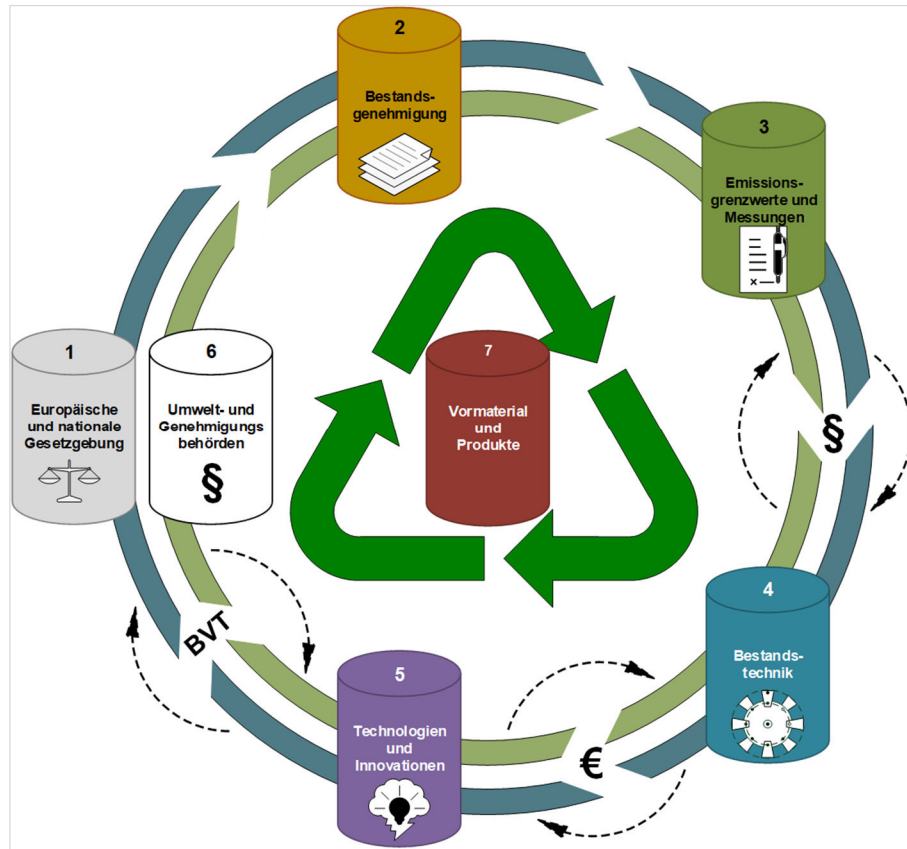 1
Europäische
und nationale
Gesetzgebung
2
Bestands-
genehmigung
3
Emissions-
grenzwerte und
Messungen
§
4
Bestands-
technik
€
5
Technologien
und
Innovationen
BVT
6
Umwelt- und
Genehmigungs
behörden
§
7
Vormaterial
und
Produkte